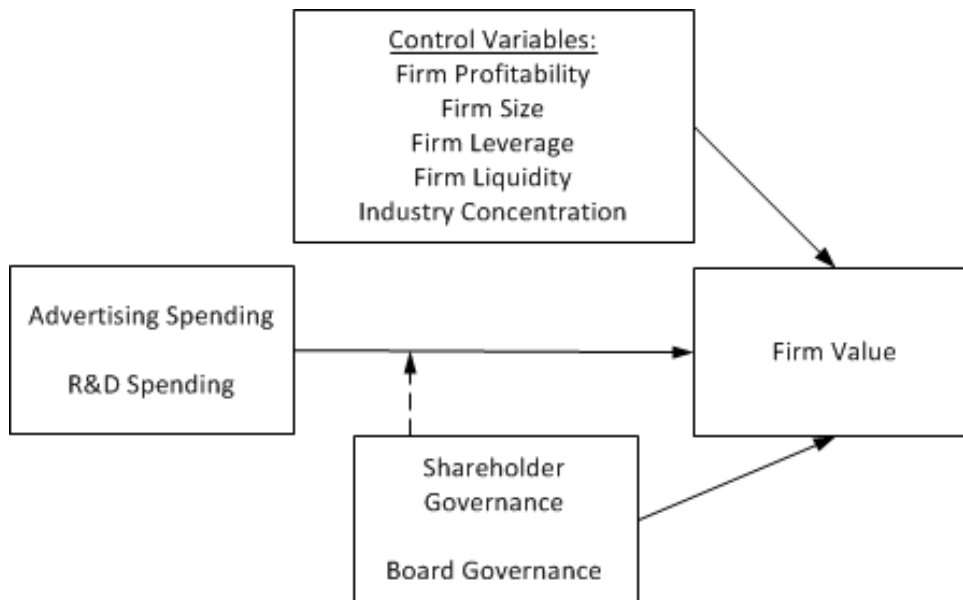 Control Variables:
Firm Profitability
Firm Size
Firm Leverage
Firm Liquidity
Industry Concentration
Advertising Spending
R&D Spending
Firm Value
Shareholder
Governance
Board Governance